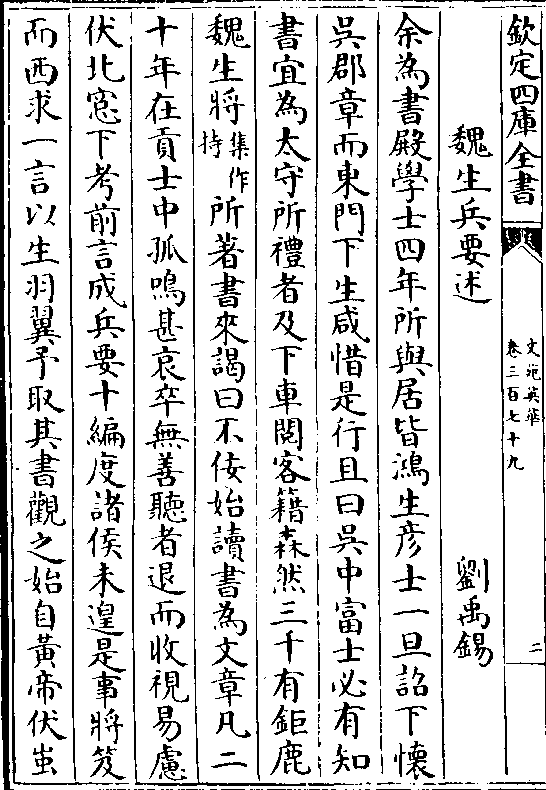 欽定四庫全書
文苑英華
卷三百七十九
二
魏生兵要述
劉禹錫
余為書殿學士四年所與居皆鴻生彦士一旦詔下懷
吳郡章而東門下生咸惜是行且曰吳中富士必有知
書宜為太守所禮者及下車閱客籍森然三千有鉅鹿
魏生將集作持所著書來謁曰不佞始讀書為文章凡二
十年在貢士中孤鳴甚哀卒無善聽者退而收視易慮
伏北窓下考前言成兵要十編度諸侯未遑是事將笈
而西求一言以生羽翼予取其書觀之始自黃帝伏蚩